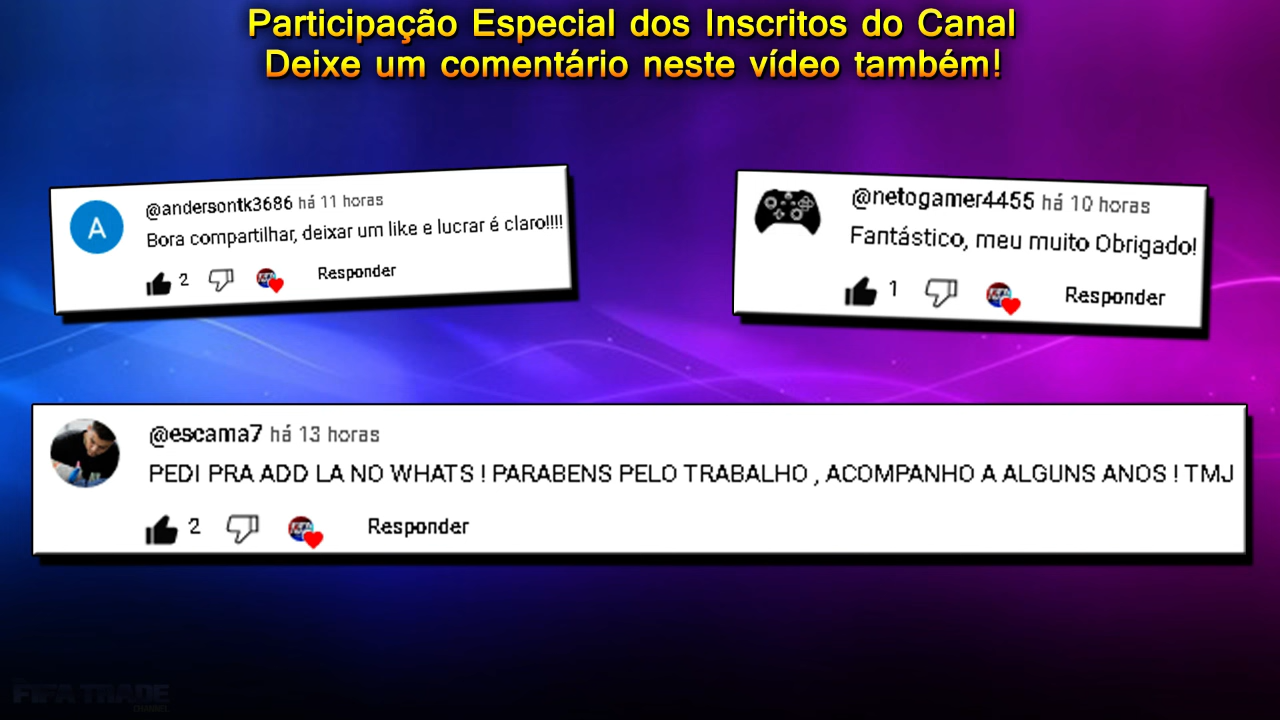 Participação Especial dos Inscritos do Canal
Deixe um comentário neste vídeo também!
A
@andersontk3686 há 11 horas
Bora compartilhar, deixar um like e lucrar é claro!!!!
2 Responder
@netogamer4455 há 10 horas
Fantástico, meu muito Obrigado!
1 Responder
@escama7 há 13 horas
PEDI PRA ADD LA NO WHATS ! PARABENS PELO TRABALHO , ACOMPANHO A ALGUNS ANOS ! TMJ
2 Responder
FIFA TRADE
CHANNEL